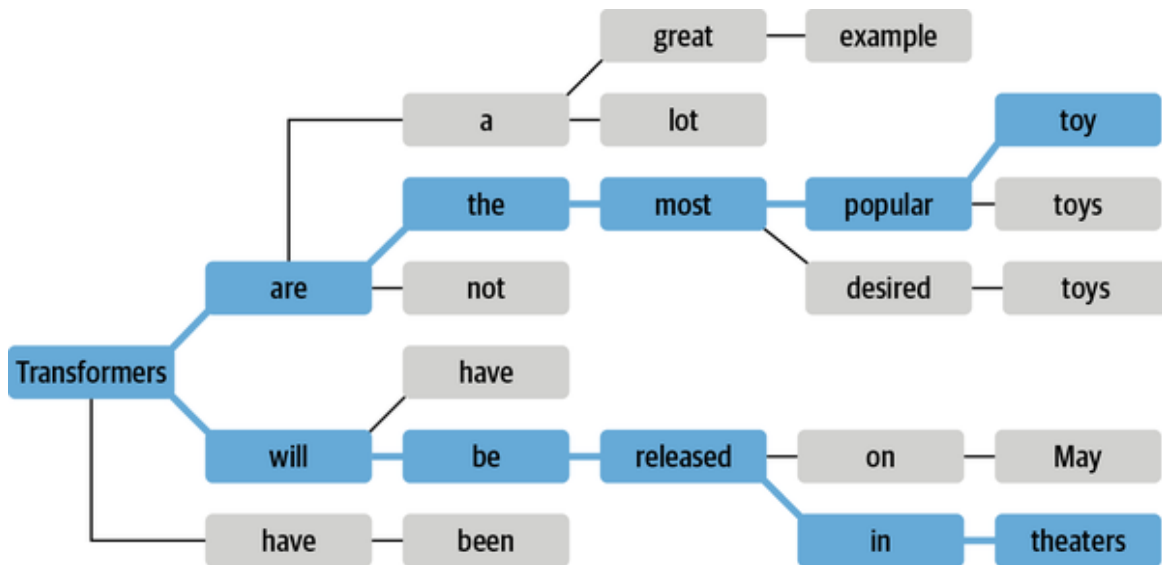 great example
a lot toy
the most popular toys
are not desired toys
Transformers have
will be released on May
have been in theaters